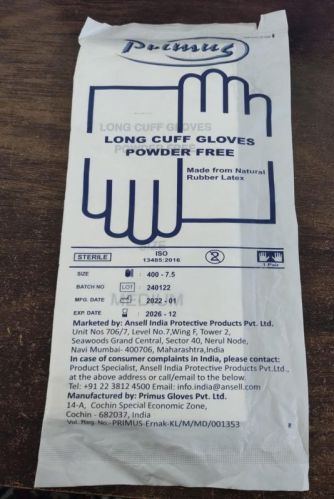 Primus
LONG CUFF GLOVES
POWDER FREE
Made from Natural
Rubber Latex
STERILE
ISO
13485:2016
2
1 Pair
SIZE 400 - 7.5
BATCH NO LOT 240122
MFG. DATE 2022 - 01
EXP. DATE 2026 - 12
Marketed by: Ansell India Protective Products Pvt. Ltd.
Unit Nos 706/7, Level No.7,Wing F, Tower 2,
Seawoods Grand Central, Sector 40, Nerul Node,
Navi Mumbai- 400706, Maharashtra,India
In case of consumer complaints in India, please contact:
Product Specialist, Ansell India Protective Products Pvt. Ltd.,
at the above address or call/email to the below.
Tel: +91 22 3812 4500 Email: info.india@ansell.com
Manufactured by: Primus Gloves Pvt. Ltd.
14-A, Cochin Special Economic Zone,
Cochin - 682037, India
Vol. Reg. No.-PRIMUS-Ernak-KL/M/MD/001353